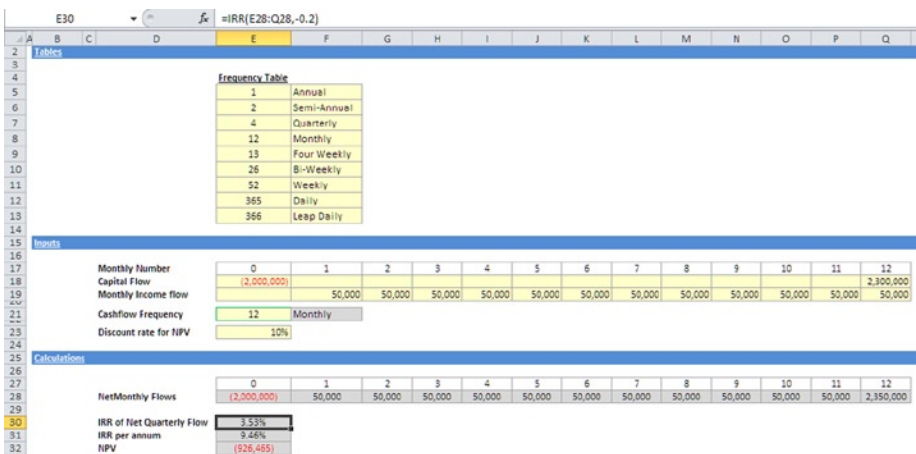 E30 fx =IRR(E28:Q28,-0.2)
A B C D E F G H I J K L M N O P Q
2 Tables
3
4 Frequency Table
5 1 Annual
6 2 Semi-Annual
7 4 Quarterly
8 12 Monthly
9 13 Four Weekly
10 26 Bi-Weekly
11 52 Weekly
12 365 Daily
13 366 Leap Daily
14
15 Inputs
16
17 Monthly Number 0 1 2 3 4 5 6 7 8 9 10 11 12
18 Capital Flow (2,000,000) 2,300,000
19 Monthly Income flow 50,000 50,000 50,000 50,000 50,000 50,000 50,000 50,000 50,000 50,000 50,000 50,000
21 Cashflow Frequency 12 Monthly
23 Discount rate for NPV 10%
24
25 Calculations
26
27 0 1 2 3 4 5 6 7 8 9 10 11 12
28 NetMonthly Flows (2,000,000) 50,000 50,000 50,000 50,000 50,000 50,000 50,000 50,000 50,000 50,000 50,000 2,350,000
29
30 IRR of Net Quarterly Flow 3.53%
31 IRR per annum 9.46%
32 NPV (926,465)